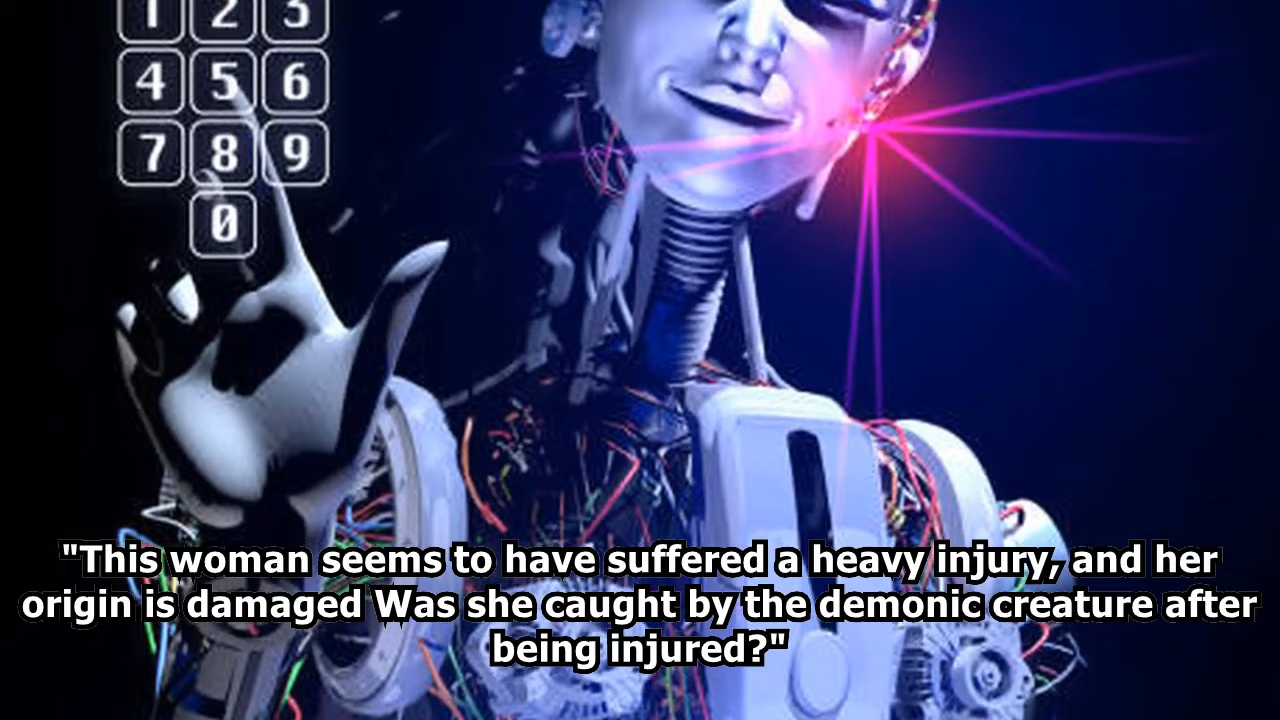 1 2 3
4 5 6
7 8 9
0
"This woman seems to have suffered a heavy injury, and her
origin is damaged Was she caught by the demonic creature after
being injured?"